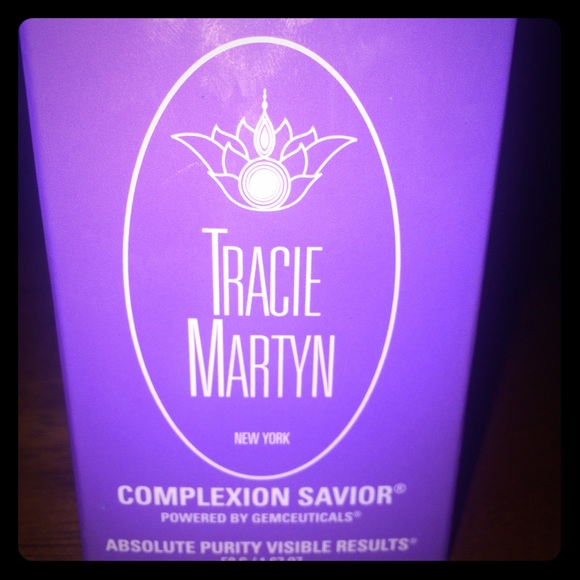 TRACIE
MARTYN
NEW YORK
COMPLEXION SAVIOR®
POWERED BY GEMCEUTICALS®
ABSOLUTE PURITY VISIBLE RESULTS®